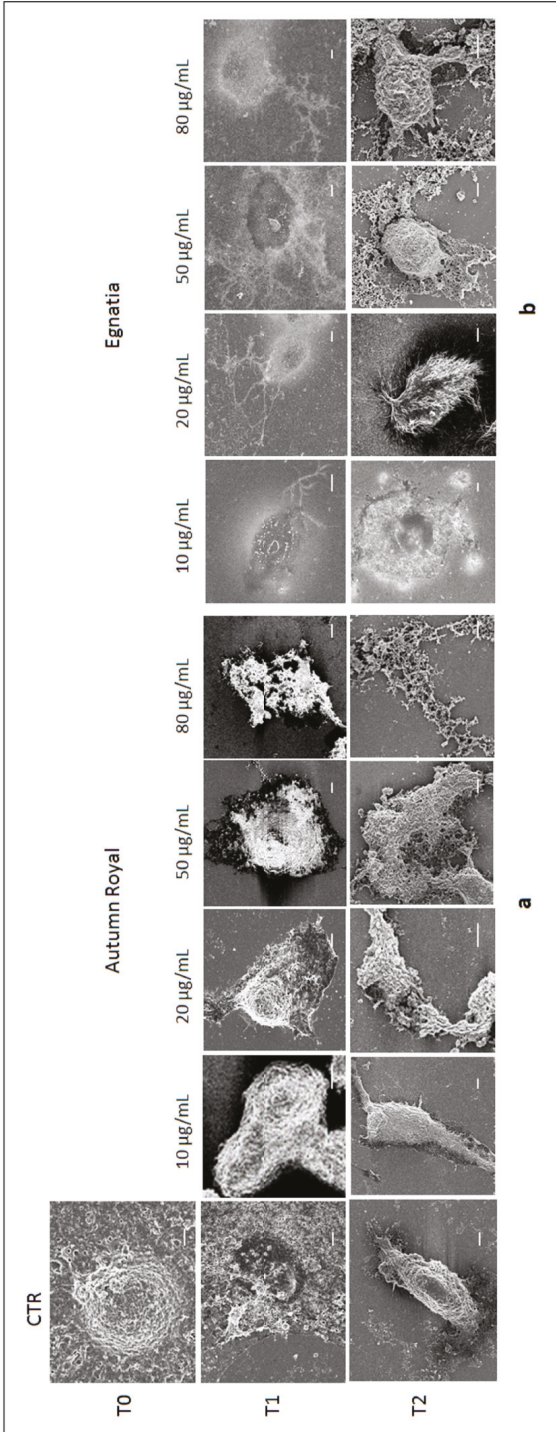 CTR
Autumn Royal
Egnatia
10 µg/mL
20 µg/mL
50 µg/mL
80 µg/mL
10 µg/mL
20 µg/mL
50 µg/mL
80 µg/mL
T0
T1
T2
a
b